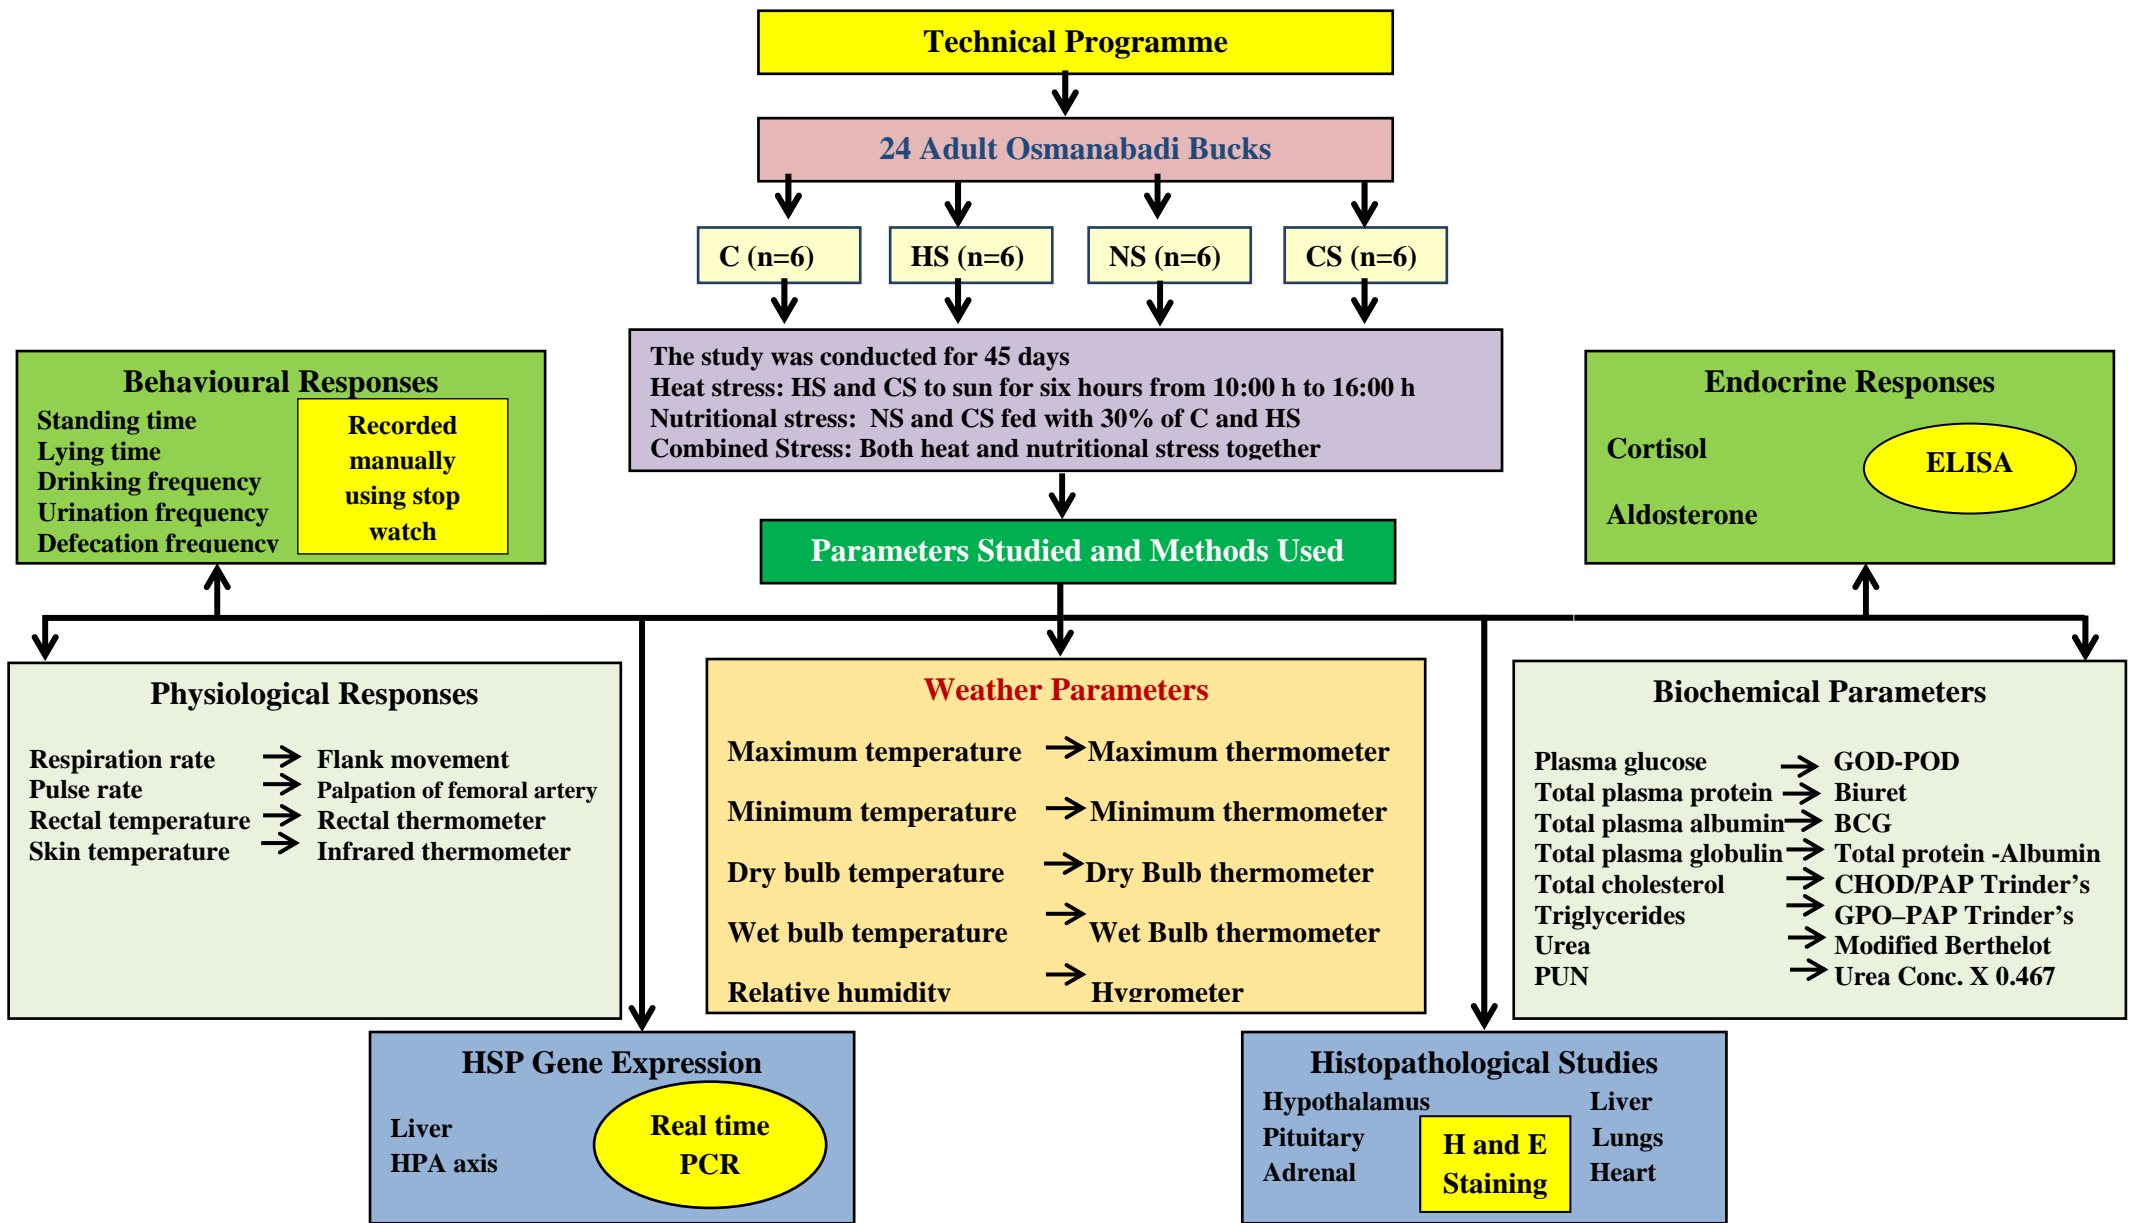 Technical Programme
24 Adult Osmanabadi Bucks
C (n=6)
HS (n=6)
NS (n=6)
CS (n=6)
The study was conducted for 45 days
Heat stress: HS and CS to sun for six hours from 10:00 h to 16:00 h
Nutritional stress: NS and CS fed with 30% of C and HS
Combined Stress: Both heat and nutritional stress together
Behavioural Responses
Standing time
Lying time
Drinking frequency
Urination frequency
Defecation frequency
Recorded
manually
using stop
watch
Endocrine Responses
Cortisol
Aldosterone
ELISA
Parameters Studied and Methods Used
Physiological Responses
Respiration rate Flank movement
Pulse rate Palpation of femoral artery
Rectal temperature Rectal thermometer
Skin temperature Infrared thermometer
Weather Parameters
Maximum temperature Maximum thermometer
Minimum temperature Minimum thermometer
Dry bulb temperature Dry Bulb thermometer
Wet bulb temperature Wet Bulb thermometer
Relative humidity Hygrometer
Biochemical Parameters
Plasma glucose GOD-POD
Total plasma protein Biuret
Total plasma albumin BCG
Total plasma globulin Total protein -Albumin
Total cholesterol CHOD/PAP Trinder’s
Triglycerides GPO–PAP Trinder’s
Urea Modified Berthelot
PUN Urea Conc. X 0.467
HSP Gene Expression
Liver
HPA axis
Real time
PCR
Histopathological Studies
Hypothalamus
Pituitary
Adrenal
H and E
Staining
Liver
Lungs
Heart